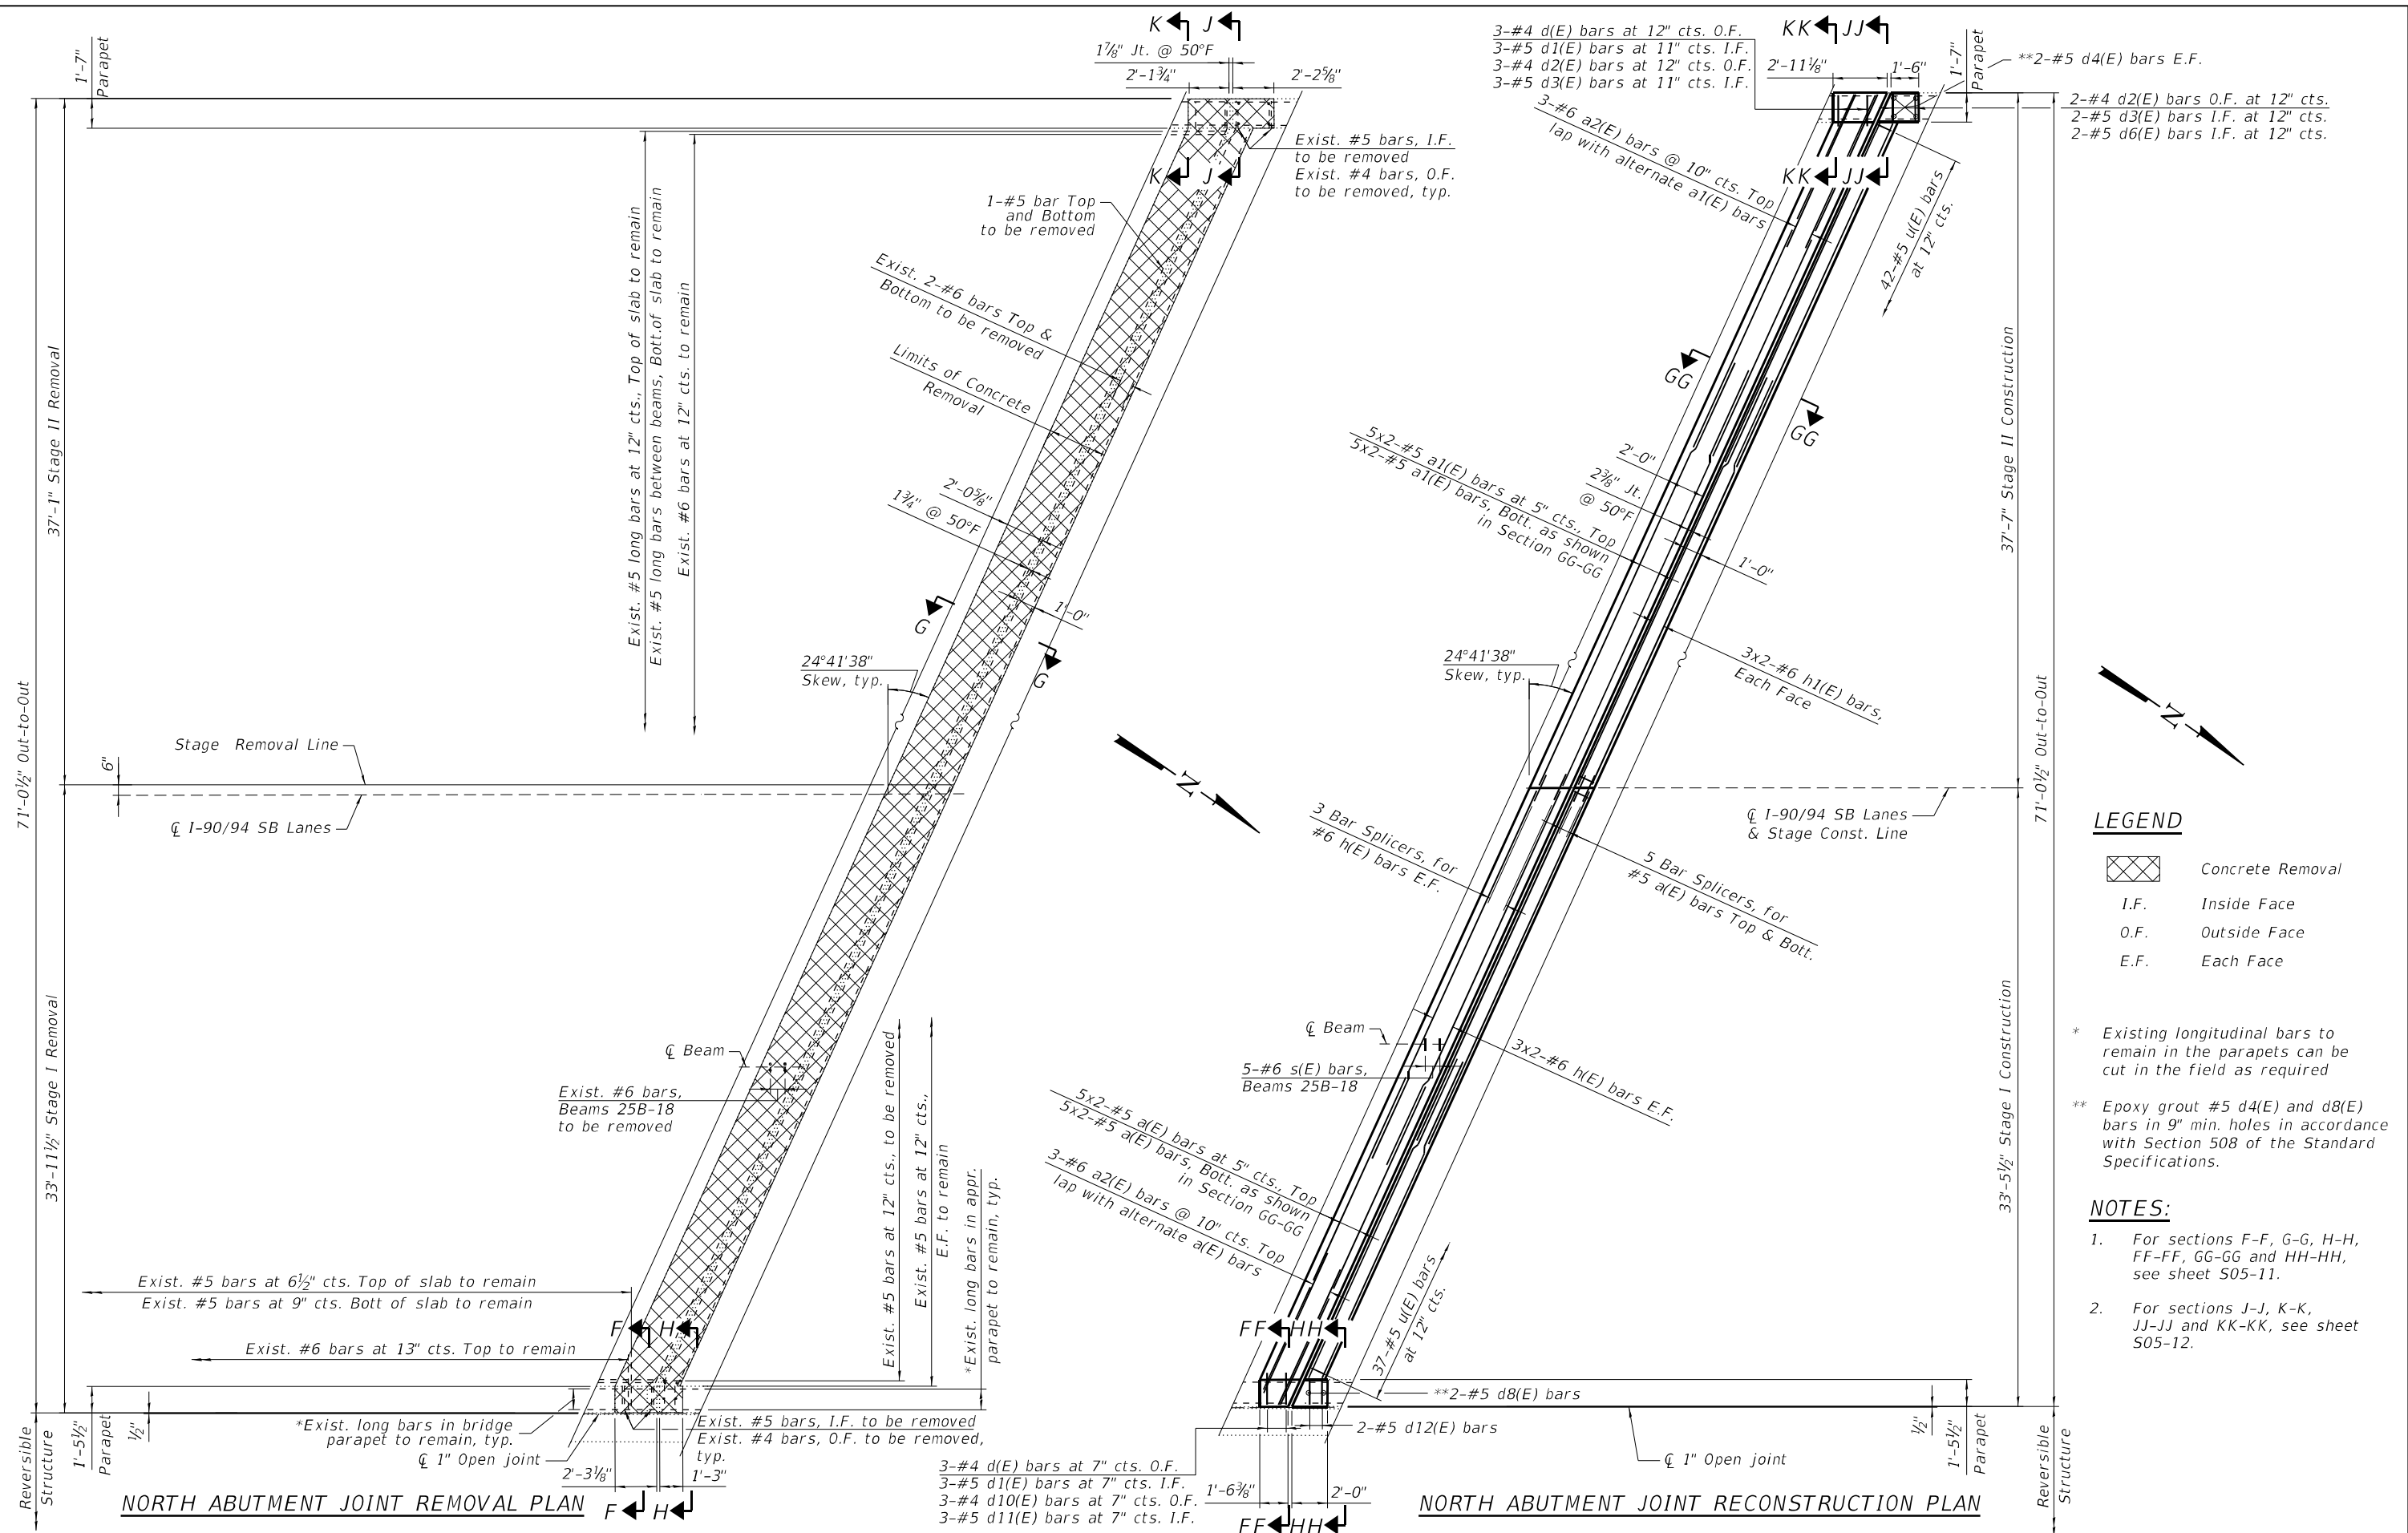 K J
1⅞" Jt. @ 50°F
2'-1¾"
2'-2⅝"
1'-7"
Parapet
Exist. #5 bars, I.F.
to be removed
Exist. #4 bars, O.F.
to be removed, typ.
K J
1-#5 bar Top
and Bottom
to be removed
Exist. 2-#6 bars Top &
Bottom to be removed
Limits of Concrete
Removal
2'-0⅝"
1¾" @ 50°F
1'-0"
G
G
24°41'38"
Skew, typ.
Exist. #5 long bars at 12" cts., Top of slab to remain
Exist. #5 long bars between beams, Bott.of slab to remain
Exist. #6 bars at 12" cts. to remain
37'-1" Stage II Removal
71'-0½" Out-to-Out
6"
Stage Removal Line
℄ I-90/94 SB Lanes
33'-11½" Stage I Removal
℄ Beam
Exist. #6 bars,
Beams 25B-18
to be removed
Exist. #5 bars at 12" cts., to be removed
Exist. #5 bars at 12" cts.,
E.F. to remain
*Exist. long bars in appr.
parapet to remain, typ.
Exist. #5 bars at 6½" cts. Top of slab to remain
Exist. #5 bars at 9" cts. Bott of slab to remain
Exist. #6 bars at 13" cts. Top to remain
F H
*Exist. long bars in bridge
parapet to remain, typ.
℄ 1" Open joint
Exist. #5 bars, I.F. to be removed
Exist. #4 bars, O.F. to be removed,
typ.
2'-3⅛"
1'-3"
Reversible
Structure
1'-5½"
Parapet
½"
F H
NORTH ABUTMENT JOINT REMOVAL PLAN
N
3-#4 d(E) bars at 12" cts. O.F.
3-#5 d1(E) bars at 11" cts. I.F.
3-#4 d2(E) bars at 12" cts. O.F.
3-#5 d3(E) bars at 11" cts. I.F.
KK JJ
2'-11⅛"
1'-6"
1'-7"
Parapet
**2-#5 d4(E) bars E.F.
2-#4 d2(E) bars O.F. at 12" cts.
2-#5 d3(E) bars I.F. at 12" cts.
2-#5 d6(E) bars I.F. at 12" cts.
3-#6 a2(E) bars @ 10" cts. Top
lap with alternate a1(E) bars
KK JJ
42-#5 u(E) bars
at 12" cts.
GG
GG
2'-0"
2⅜" Jt.
@ 50°F
5x2-#5 a1(E) bars at 5" cts., Top
5x2-#5 a1(E) bars, Bott. as shown
in Section GG-GG
1'-0"
3x2-#6 h1(E) bars,
Each Face
24°41'38"
Skew, typ.
37'-7" Stage II Construction
71'-0½" Out-to-Out
℄ I-90/94 SB Lanes
& Stage Const. Line
3 Bar Splicers, for
#6 h(E) bars E.F.
5 Bar Splicers, for
#5 a(E) bars Top & Bott.
℄ Beam
5-#6 s(E) bars,
Beams 25B-18
3x2-#6 h(E) bars E.F.
5x2-#5 a(E) bars at 5" cts., Top
5x2-#5 a(E) bars, Bott. as shown
in Section GG-GG
3-#6 a2(E) bars @ 10" cts. Top
lap with alternate a(E) bars
33'-5½" Stage I Construction
37-#5 u(E) bars
at 12" cts.
FF HH
**2-#5 d8(E) bars
2-#5 d12(E) bars
℄ 1" Open joint
3-#4 d(E) bars at 7" cts. O.F.
3-#5 d1(E) bars at 7" cts. I.F.
3-#4 d10(E) bars at 7" cts. O.F.
3-#5 d11(E) bars at 7" cts. I.F.
1'-6⅜"
2'-0"
½"
1'-5½"
Parapet
Reversible
Structure
FF HH
NORTH ABUTMENT JOINT RECONSTRUCTION PLAN
N
LEGEND
Concrete Removal
I.F. Inside Face
O.F. Outside Face
E.F. Each Face
* Existing longitudinal bars to
remain in the parapets can be
cut in the field as required
** Epoxy grout #5 d4(E) and d8(E)
bars in 9" min. holes in accordance
with Section 508 of the Standard
Specifications.
NOTES:
1. For sections F-F, G-G, H-H,
FF-FF, GG-GG and HH-HH,
see sheet S05-11.
2. For sections J-J, K-K,
JJ-JJ and KK-KK, see sheet
S05-12.